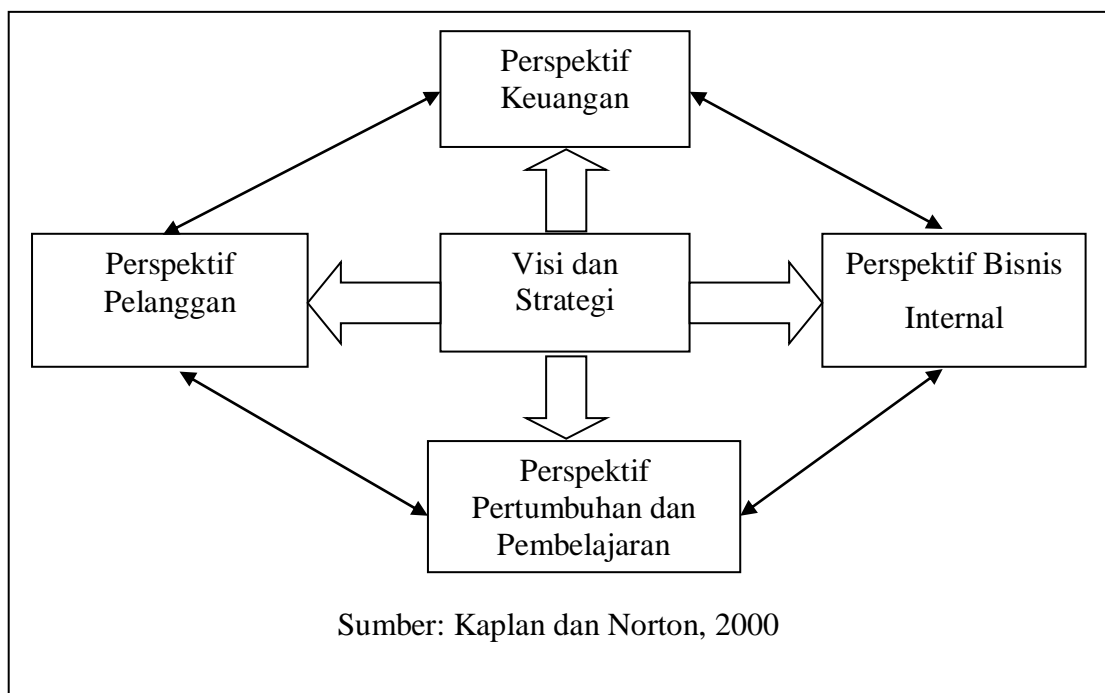 Perspektif
Keuangan
Perspektif
Pelanggan
Visi dan
Strategi
Perspektif Bisnis
Internal
Perspektif
Pertumbuhan dan
Pembelajaran
Sumber: Kaplan dan Norton, 2000